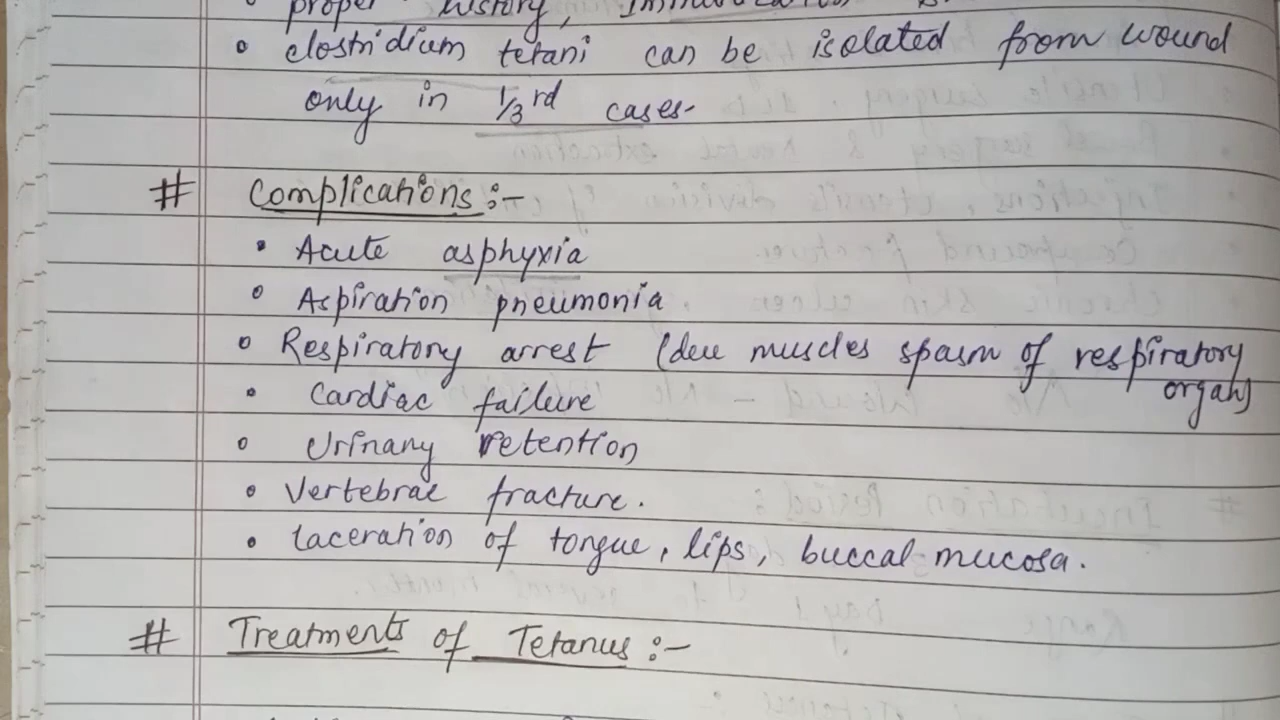 • proper history,
• clostridium tetani can be isolated from wound
only in 1/3rd cases-
# Complications :-
• Acute asphyxia
• Aspiration pneumonia
• Respiratory arrest (due muscles spasm of respiratory
organs)
• Cardiac failure
• Urinary retention
• Vertebrae fracture.
• laceration of tongue, lips, buccal mucosa.
# Treatments of Tetanus :-